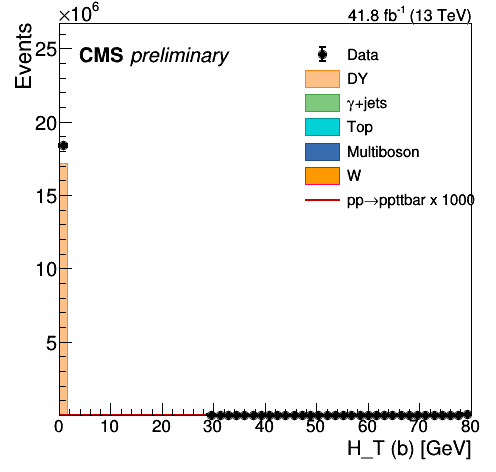 ×10⁶
41.8 fb⁻¹ (13 TeV)
Events
CMS preliminary
Data
DY
γ+jets
Top
Multiboson
W
pp→ppttbar x 1000
25
20
15
10
5
0 10 20 30 40 50 60 70 80
H_T (b) [GeV]